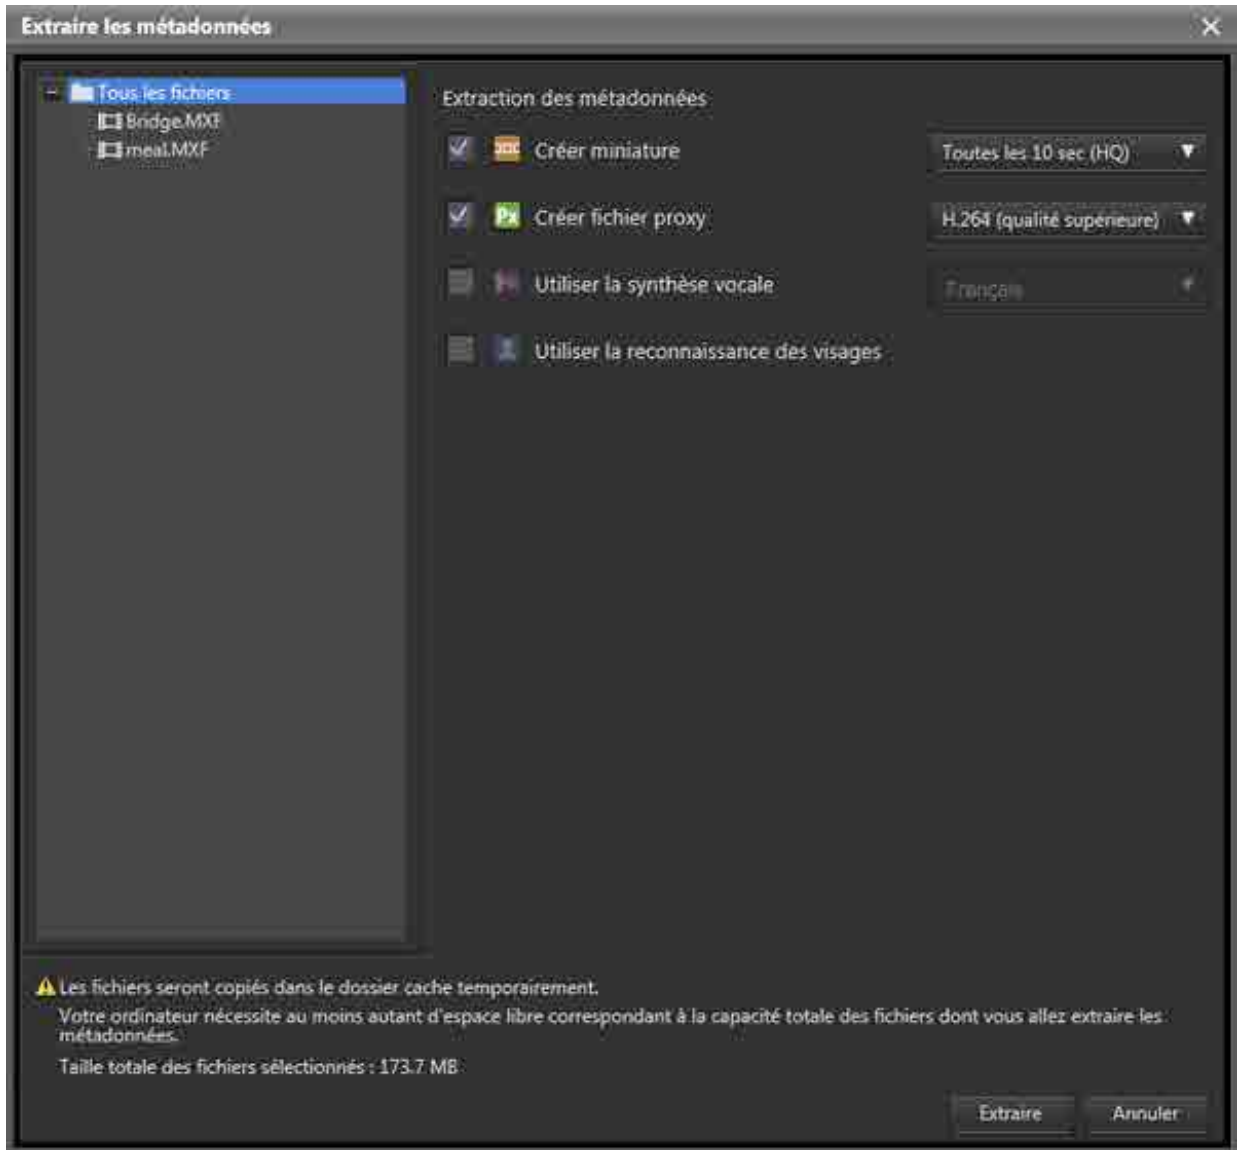 Extraire les métadonnées
Tous les fichiers
Bridge.MXF
meal.MXF
Extraction des métadonnées
Créer miniature
Toutes les 10 sec (HQ)
Px
Créer fichier proxy
H.264 (qualité supérieure)
Utiliser la synthèse vocale
Français
Utiliser la reconnaissance des visages
Les fichiers seront copiés dans le dossier cache temporairement.
Votre ordinateur nécessite au moins autant d'espace libre correspondant à la capacité totale des fichiers dont vous allez extraire les
métadonnées.
Taille totale des fichiers sélectionnés : 173.7 MB
Extraire
Annuler